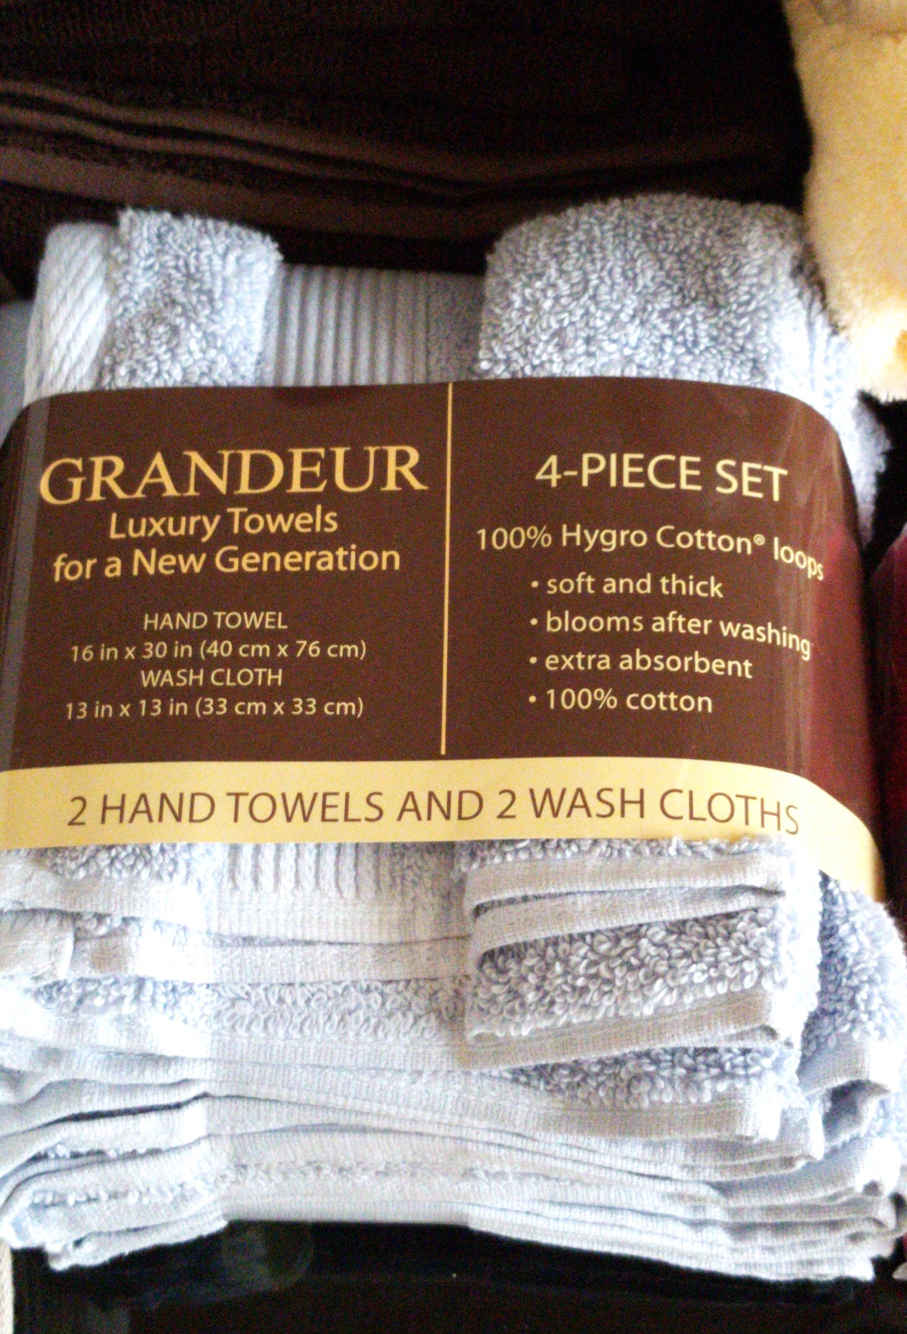 GRANDEUR
Luxury Towels
for a New Generation
HAND TOWEL
16 in x 30 in (40 cm x 76 cm)
WASH CLOTH
13 in x 13 in (33 cm x 33 cm)
4-PIECE SET
100% Hygro Cotton® loops
• soft and thick
• blooms after washing
• extra absorbent
• 100% cotton
2 HAND TOWELS AND 2 WASH CLOTHS